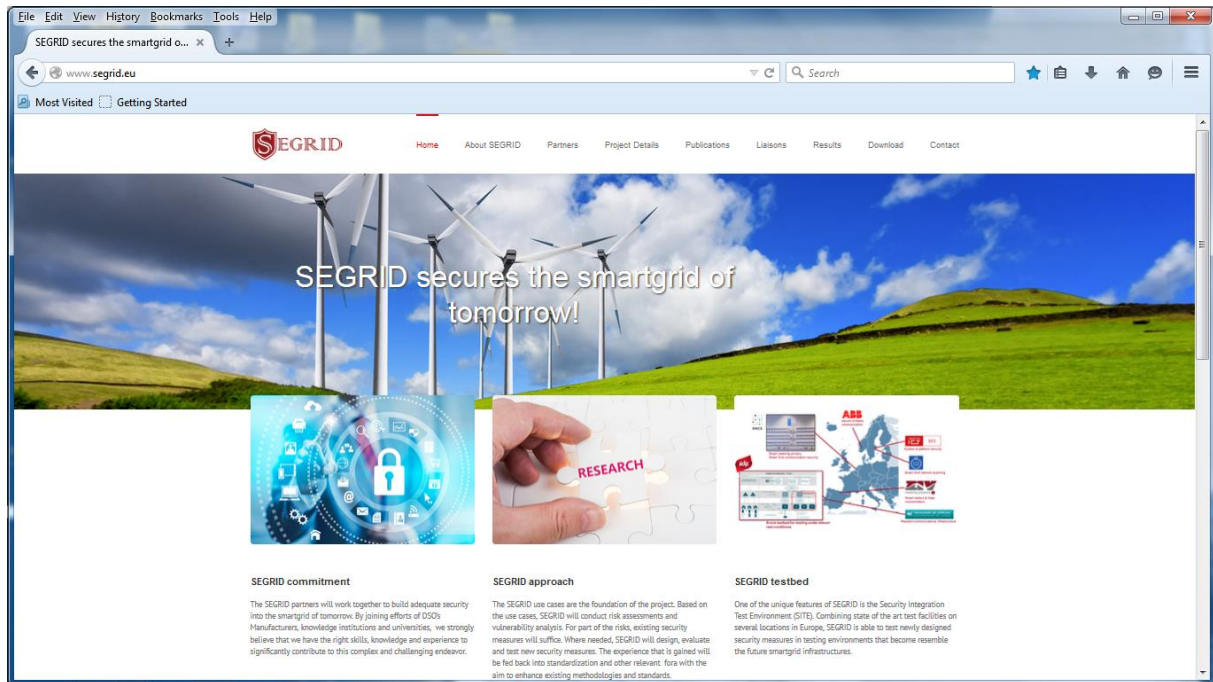 File Edit View History Bookmarks Tools Help
SEGRID secures the smartgrid o...
www.segrid.eu
Search
Most Visited Getting Started
SEGRID
Home About SEGRID Partners Project Details Publications Liaisons Results Download Contact
SEGRID secures the smartgrid of
tomorrow!
RESEARCH
ABB
SEGRID commitment
The SEGRID partners will work together to build adequate security
into the smartgrid of tomorrow. By joining efforts of DSO's
Manufacturers, knowledge institutions and universities, we strongly
believe that we have the right skills, knowledge and experience to
significantly contribute to this complex and challenging endeavor.
SEGRID approach
The SEGRID use cases are the foundation of the project. Based on
the use cases, SEGRID will conduct risk assessments and
vulnerability analysis. For part of the risks, existing security
measures will suffice. Where needed, SEGRID will design, evaluate
and test new security measures. The experience that is gained will
be fed back into standardization and other relevant fora with the
aim to enhance existing methodologies and standards.
SEGRID testbed
One of the unique features of SEGRID is the Security Integration
Test Environment (SITE). Combining state of the art test facilities on
several locations in Europe, SEGRID is able to test newly designed
security measures in testing environments that become resemble
the future smartgrid infrastructures.